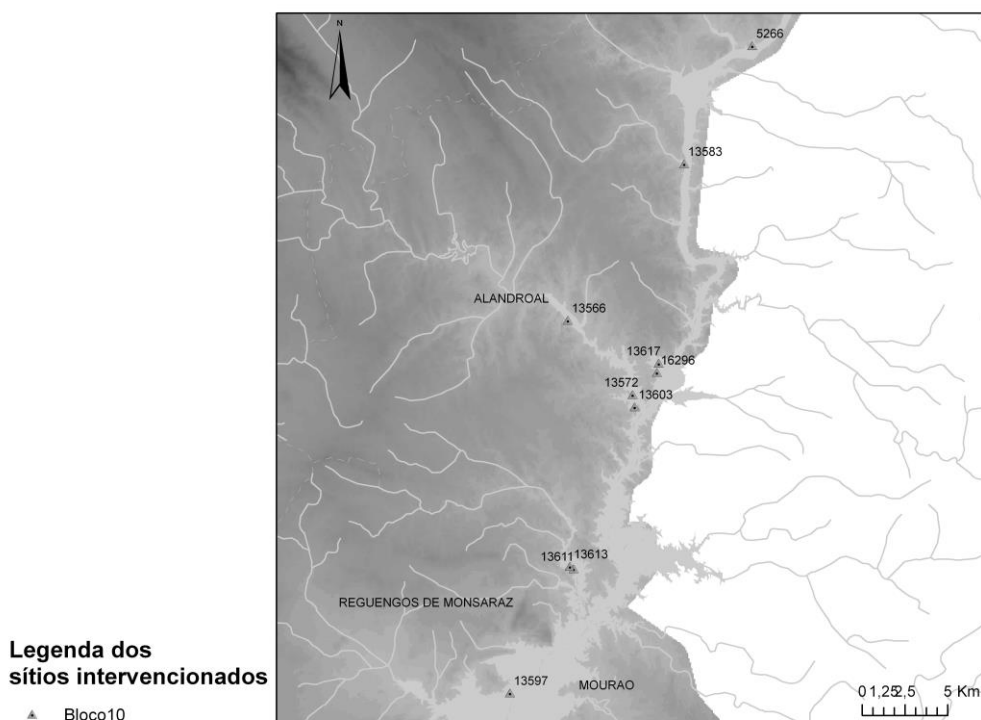 N
5266
13583
ALANDROAL
13566
13617
16296
13572
13603
13611
13613
REGUENGOS DE MONSARAZ
13597
MOURAO
0 1,25 2,5 5 Km
Legenda dos
sítios intervencionados
Bloco10